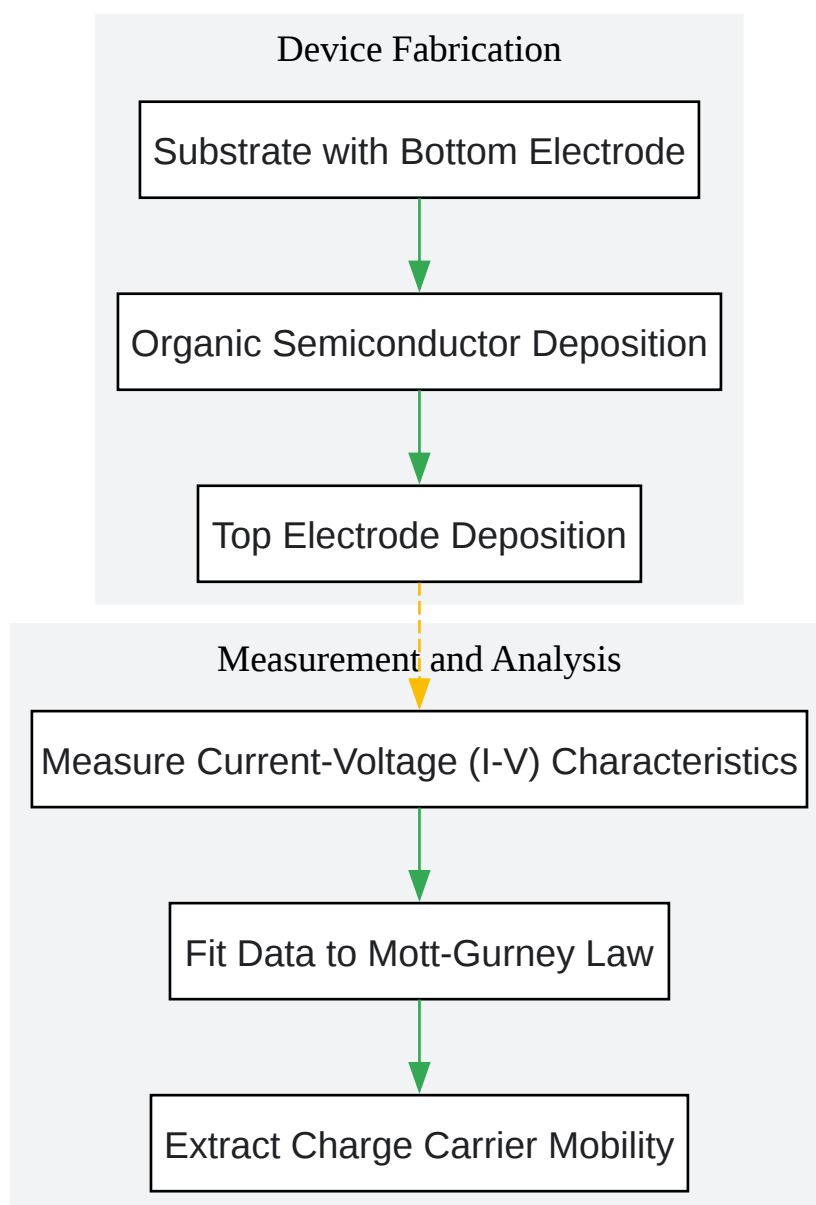 Device Fabrication
Substrate with Bottom Electrode
Organic Semiconductor Deposition
Top Electrode Deposition
Measurement and Analysis
Measure Current-Voltage (I-V) Characteristics
Fit Data to Mott-Gurney Law
Extract Charge Carrier Mobility